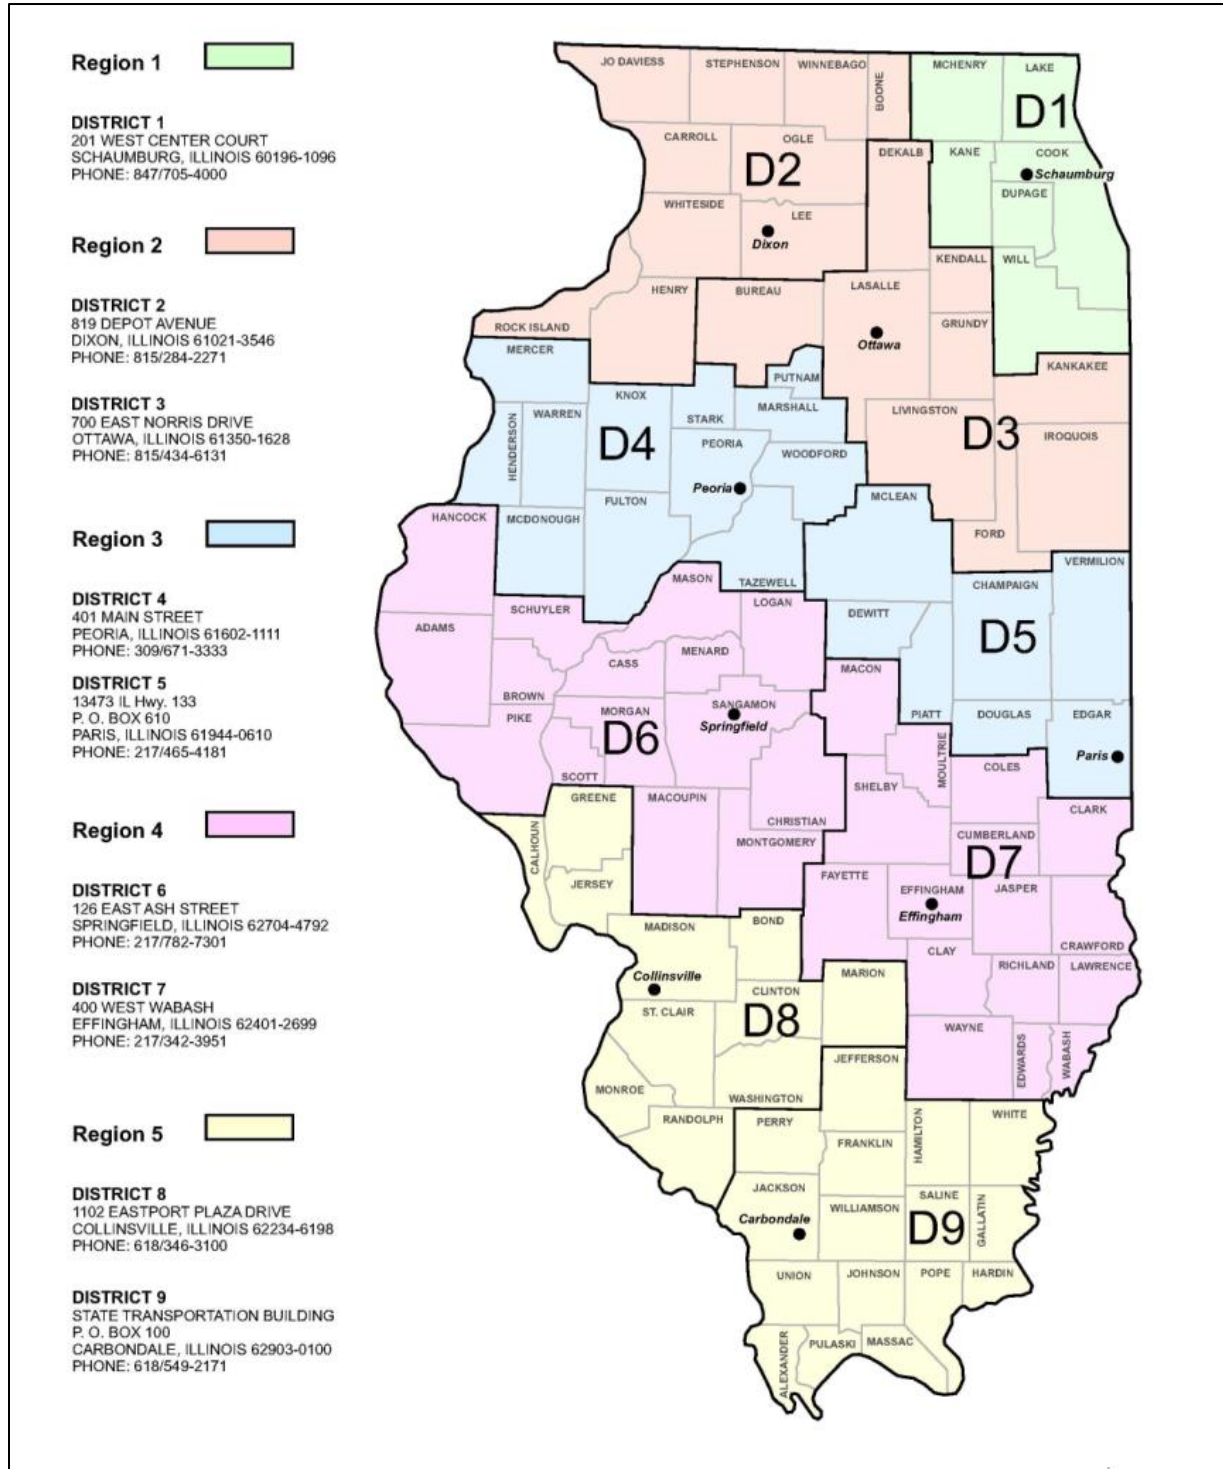 Region 1
DISTRICT 1
201 WEST CENTER COURT
SCHAUMBURG, ILLINOIS 60196-1096
PHONE: 847/705-4000
Region 2
DISTRICT 2
819 DEPOT AVENUE
DIXON, ILLINOIS 61021-3546
PHONE: 815/284-2271
DISTRICT 3
700 EAST NORRIS DRIVE
OTTAWA, ILLINOIS 61350-1628
PHONE: 815/434-6131
Region 3
DISTRICT 4
401 MAIN STREET
PEORIA, ILLINOIS 61602-1111
PHONE: 309/671-3333
DISTRICT 5
13473 IL Hwy. 133
P. O. BOX 610
PARIS, ILLINOIS 61944-0610
PHONE: 217/465-4181
Region 4
DISTRICT 6
126 EAST ASH STREET
SPRINGFIELD, ILLINOIS 62704-4792
PHONE: 217/782-7301
DISTRICT 7
400 WEST WABASH
EFFINGHAM, ILLINOIS 62401-2699
PHONE: 217/342-3951
Region 5
DISTRICT 8
1102 EASTPORT PLAZA DRIVE
COLLINSVILLE, ILLINOIS 62234-6198
PHONE: 618/346-3100
DISTRICT 9
STATE TRANSPORTATION BUILDING
P. O. BOX 100
CARBONDALE, ILLINOIS 62903-0100
PHONE: 618/549-2171
JO DAVIESS
STEPHENSON
WINNEBAGO
BOONE
MCHENRY
LAKE
D1
CARROLL
OGLE
D2
DEKALB
KANE
COOK
Schaumburg
DUPAGE
WHITESIDE
LEE
Dixon
KENDALL
WILL
HENRY
BUREAU
LASALLE
ROCK ISLAND
GRUNDY
Ottawa
MERCER
PUTNAM
KANKAKEE
KNOX
STARK
MARSHALL
LIVINGSTON
D3
IROQUOIS
HENDERSON
WARREN
D4
PEORIA
WOODFORD
Peoria
MCLEAN
FULTON
HANCOCK
MCDONOUGH
FORD
VERMILION
MASON
TAZEWELL
CHAMPAIGN
SCHUYLER
LOGAN
DEWITT
ADAMS
D5
CASS
MENARD
MACON
BROWN
PIKE
MORGAN
SANGAMON
Springfield
D6
PIATT
DOUGLAS
EDGAR
Paris
MOULTRIE
COLES
SCOTT
SHELBY
GREENE
MACOUPIN
CHRISTIAN
CLARK
CALHOUN
MONTGOMERY
CUMBERLAND
D7
JERSEY
FAYETTE
EFFINGHAM
JASPER
Effingham
MADISON
BOND
CLAY
CRAWFORD
Collinsville
MARION
RICHLAND
LAWRENCE
CLINTON
ST. CLAIR
D8
WAYNE
EDWARDS
WABASH
JEFFERSON
MONROE
WASHINGTON
RANDOLPH
PERRY
HAMILTON
WHITE
FRANKLIN
JACKSON
WILLIAMSON
SALINE
GALLATIN
Carbondale
D9
UNION
JOHNSON
POPE
HARDIN
ALEXANDER
PULASKI
MASSAC